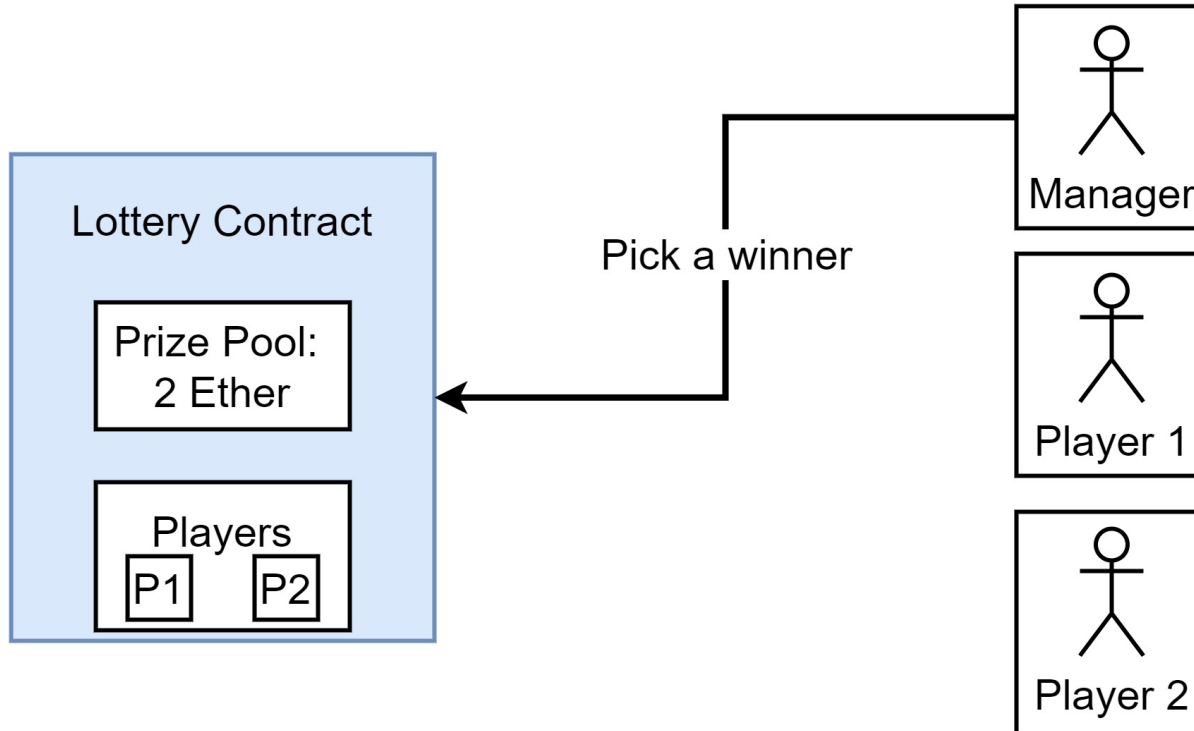 Lottery Contract
Prize Pool:
2 Ether
Players
P1 P2
Pick a winner
Manager
Player 1
Player 2